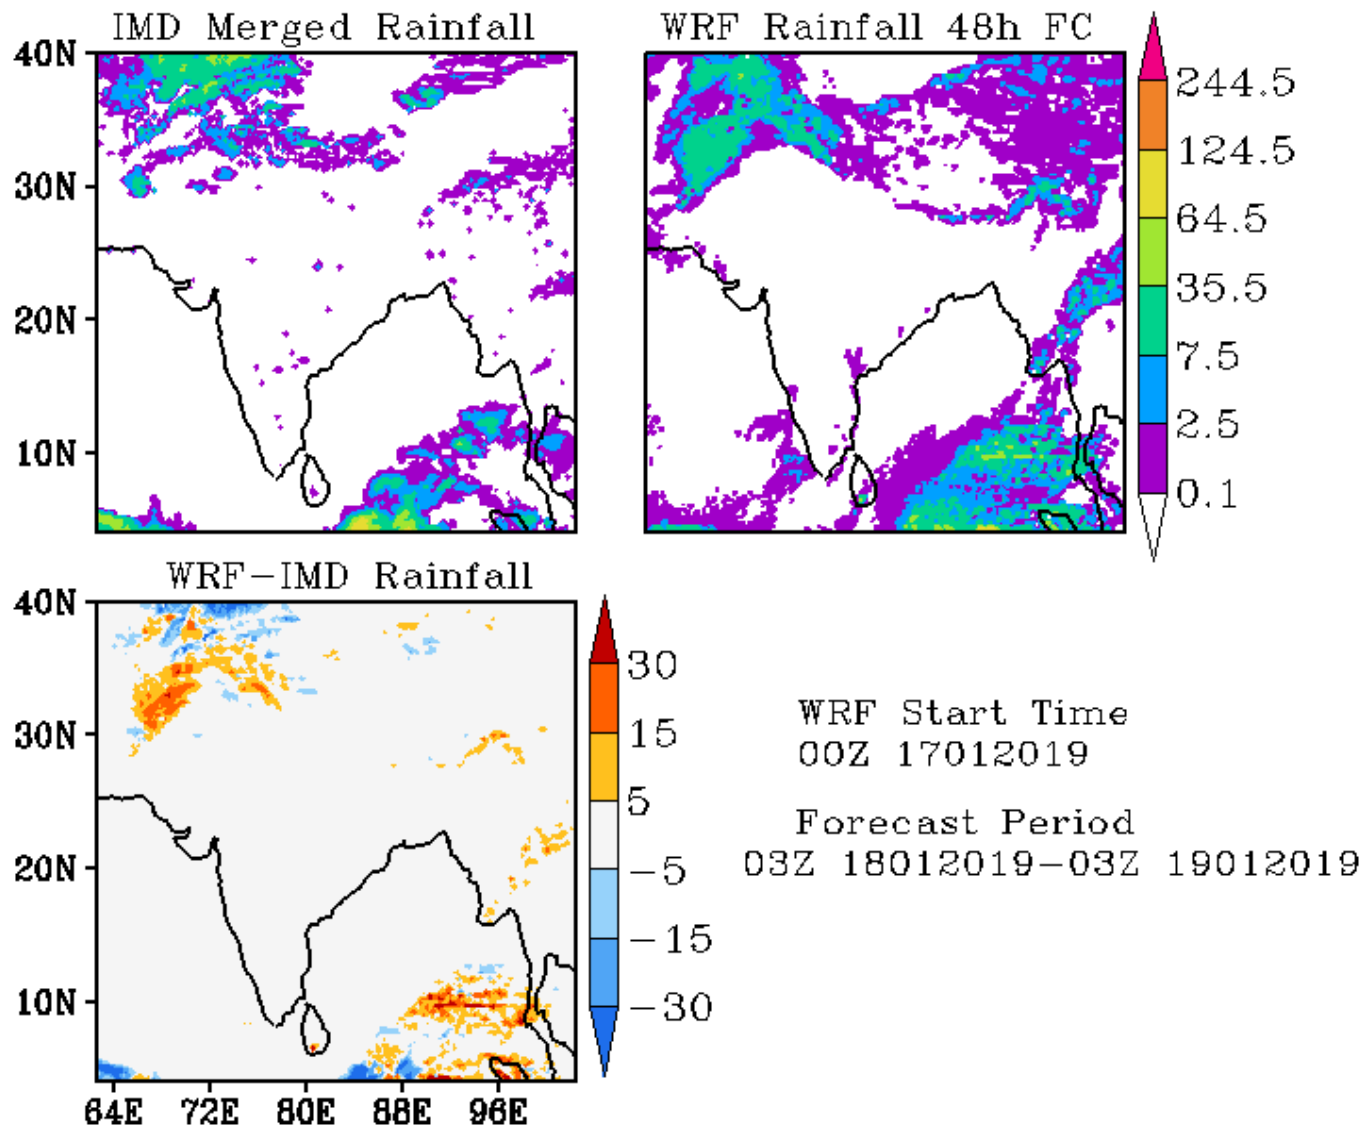 IMD Merged Rainfall
WRF Rainfall 48h FC
40N
30N
20N
10N
244.5
124.5
64.5
35.5
7.5
2.5
0.1
WRF-IMD Rainfall
40N
30N
20N
10N
64E 72E 80E 88E 96E
30
15
5
-5
-15
-30
WRF Start Time
00Z 17012019
Forecast Period
03Z 18012019-03Z 19012019